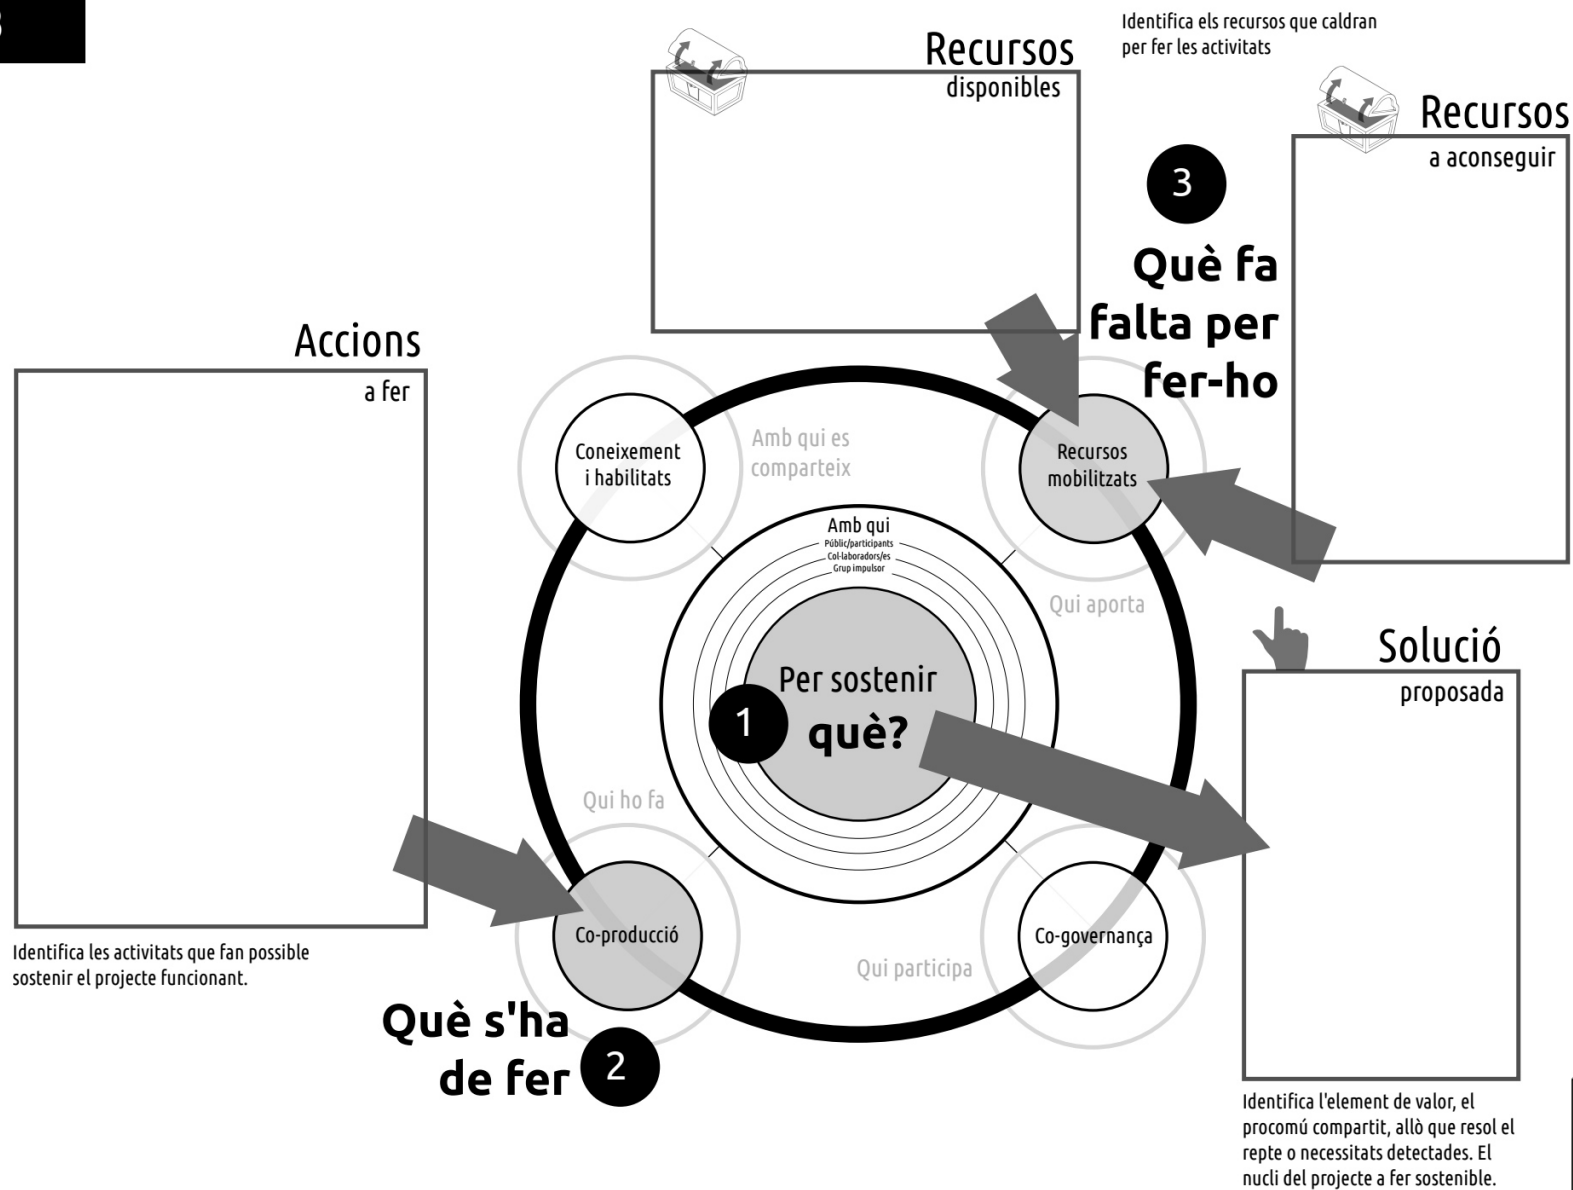 3
Recursos
disponibles
Identifica els recursos que caldran
per fer les activitats
Recursos
a aconseguir
3
Què fa
falta per
fer-ho
Accions
a fer
Coneixement
i habilitats
Amb qui es
comparteix
Recursos
mobilitzats
Amb qui
Públic/participants
Col·laboradors/es
Grup impulsor
Qui aporta
Per sostenir
què?
1
Solució
proposada
Qui ho fa
Co-producció
Co-governança
Qui participa
Identifica les activitats que fan possible
sostenir el projecte funcionant.
Què s'ha
de fer
2
Identifica l'element de valor, el
procomú compartit, allò que resol el
repte o necessitats detectades. El
nucli del projecte a fer sostenible.